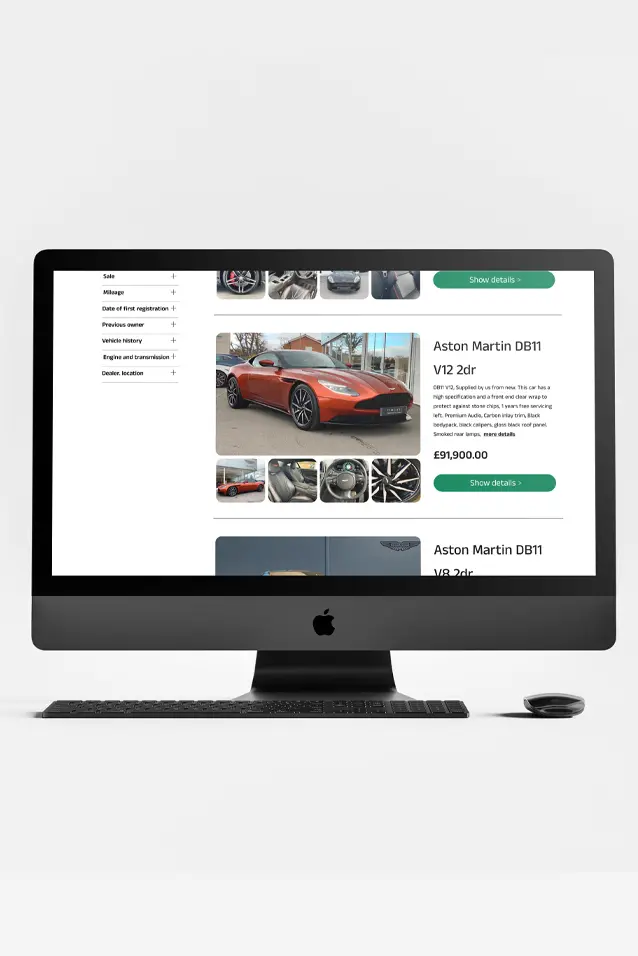 Sale
Mileage
Date of first registration
Previous owner
Vehicle history
Engine and transmission
Dealer. location
Show details >
Aston Martin DB11
V12 2dr
DB11 V12, Supplied by us from new. This car has a
high specification and a front end clear wrap to
protect against stone chips, 1 years free servicing
left. Premium Audio, Carbon inlay trim, Black
bodypack, black calipers, gloss black roof panel.
Smoked rear lamps. more details
£91,900.00
Show details >
Aston Martin DB11
V8 2dr